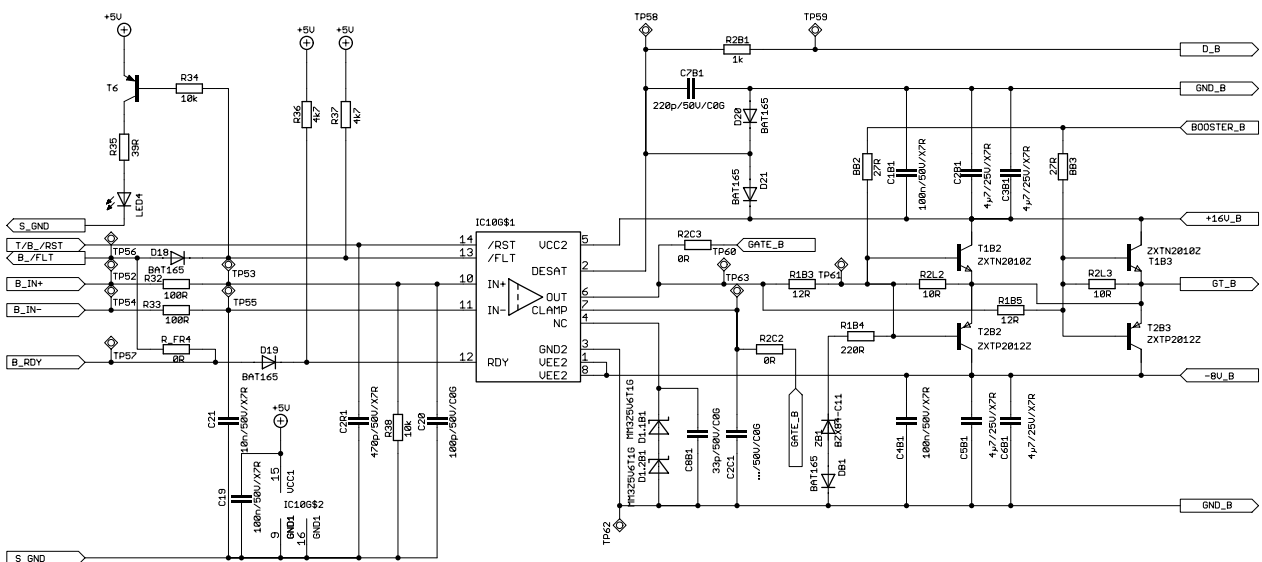 +5V
+5V
+5V
TP58
TP59
R2B1
1k
D_B
C7B1
220p/50V/C0G
GND_B
BOOSTER_B
T6
R34
10k
R36
4k7
R37
4k7
R35
39R
LED4
D20
BAT165
BAT165
D21
BB2
27R
C1B1
100n/50V/X7R
C2B1
4µ7/25V/X7R
C3B1
4µ7/25V/X7R
27R
BB3
S_GND
T/B_/RST
B_/FLT
B_IN+
B_IN-
B_RDY
TP56
D18
BAT165
TP52
TP53
R32
100R
TP54
TP55
R33
100R
R_FR4
0R
TP57
D19
BAT165
IC10G$1
14 /RST
13 /FLT
10 IN+
11 IN-
12 RDY
VCC2 5
DESAT 2
OUT 6
CLAMP 7
NC 4
GND2 3
VEE2 1
VEE2 8
R2C3
0R
GATE_B
TP60
TP63
R1B3
12R
TP61
R2L2
10R
T1B2
ZXTN2010Z
ZXTN2010Z
T1B3
R2L3
10R
R1B5
12R
+16V_B
GT_B
R1B4
220R
T2B2
ZXTP2012Z
T2B3
ZXTP2012Z
R2C2
0R
-8V_B
C21
10n/50V/X7R
+5V
C2R1
470p/50V/X7R
R38
10k
C20
100p/50V/C0G
MM3Z5V6T1G
D1.1B1
MM3Z5V6T1G
D1.2B1
C8B1
33p/50V/C0G
C2C1
.../50V/C0G
GATE_B
ZB1
BZX84-C11
BAT165
DB1
C4B1
100n/50V/X7R
C5B1
4µ7/25V/X7R
C6B1
4µ7/25V/X7R
C19
100n/50V/X7R
15
VCC1
IC10G$2
9
GND1
16
GND1
TP62
GND_B
S_GND